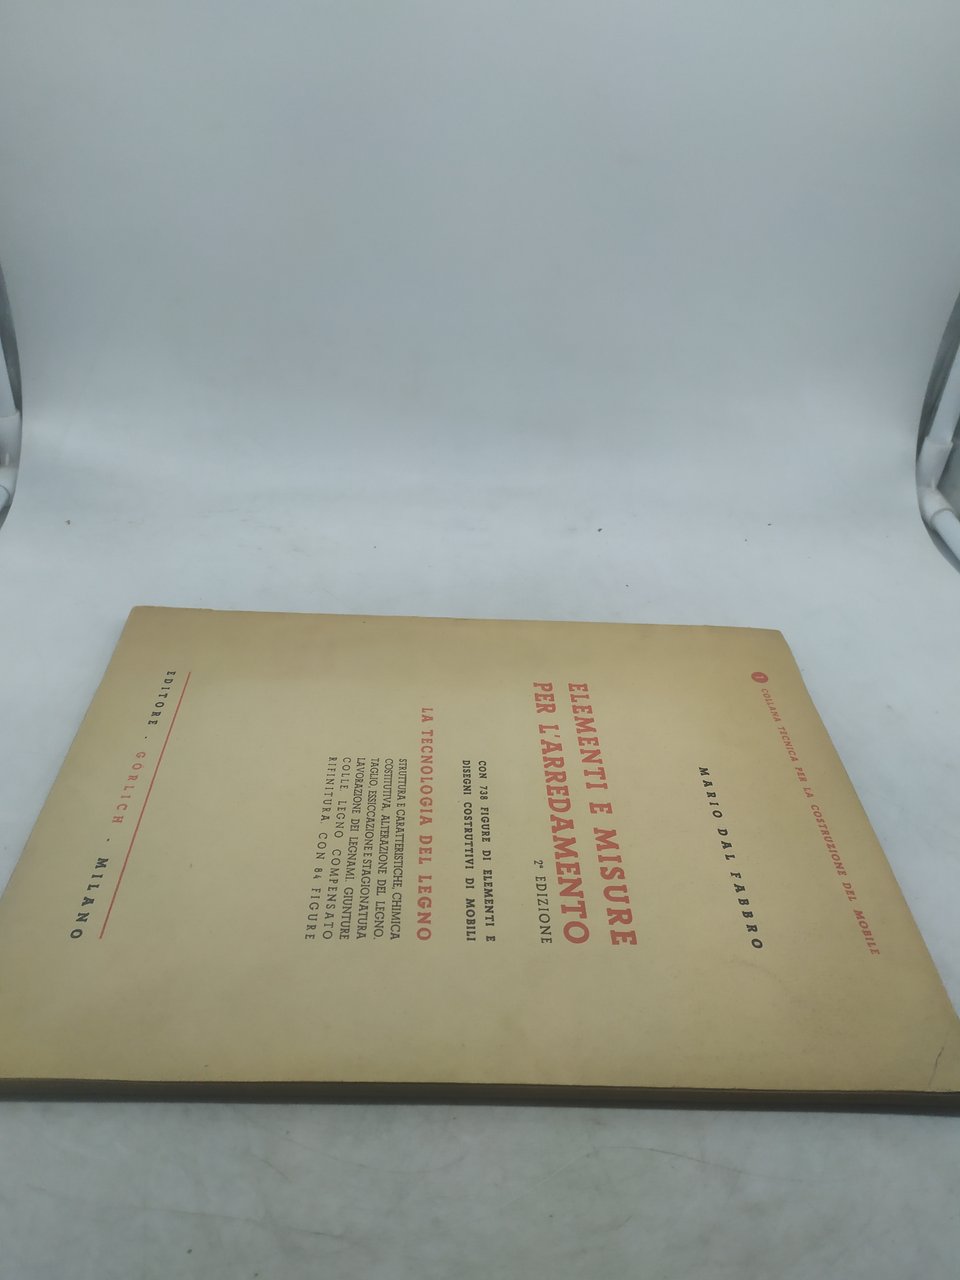 1 COLLANA TECNICA PER LA COSTRUZIONE DEL MOBILE
MARIO DAL FABBRO
ELEMENTI E MISURE
PER L'ARREDAMENTO
2ª EDIZIONE
CON 738 FIGURE DI ELEMENTI E
DISEGNI COSTRUTTIVI DI MOBILI
LA TECNOLOGIA DEL LEGNO
STRUTTURA E CARATTERISTICHE, CHIMICA
COSTITUTIVA, ALTERAZIONE DEL LEGNO.
TAGLIO, ESSICCAZIONE E STAGIONATURA
LAVORAZIONE DEI LEGNAMI. GIUNTURE
COLLE. LEGNO COMPENSATO
RIFINITURA CON 84 FIGURE
EDITORE · GÖRLICH · MILANO